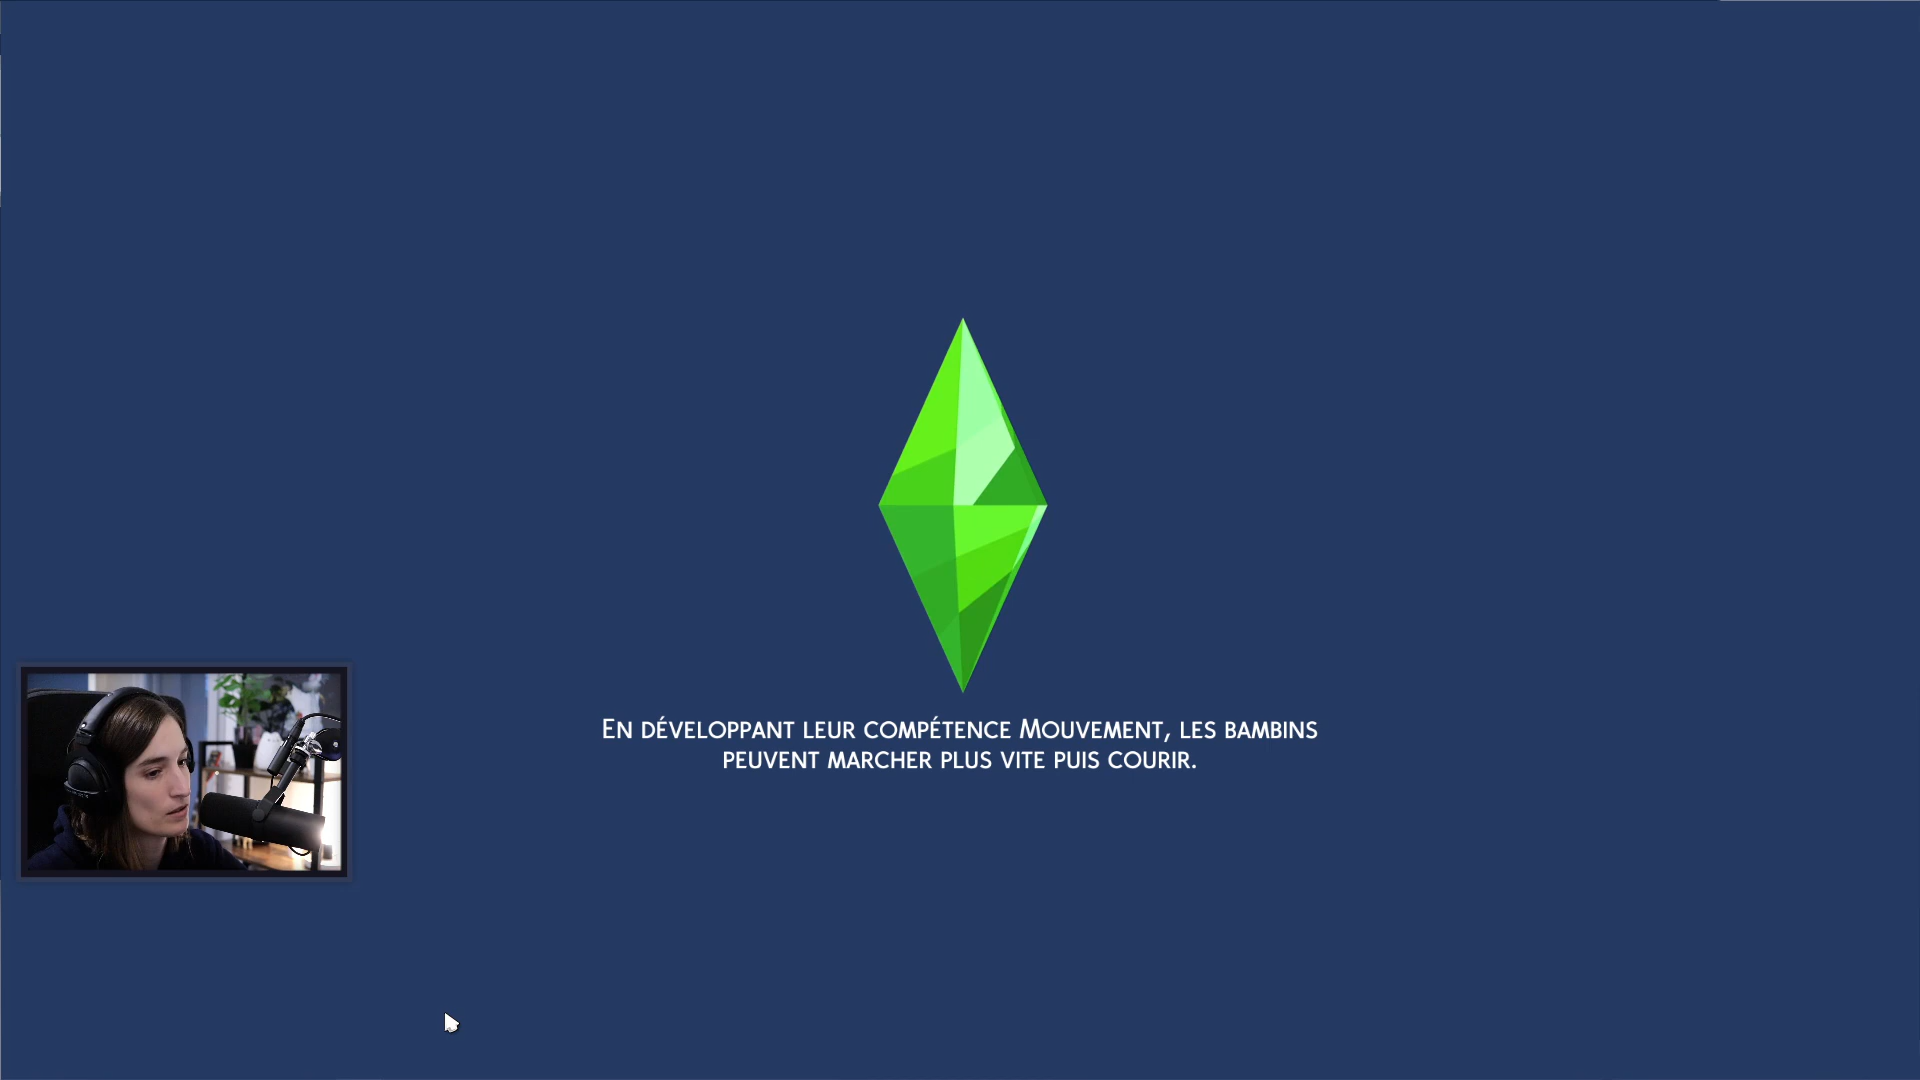 En développant leur compétence Mouvement, les bambins
peuvent marcher plus vite puis courir.